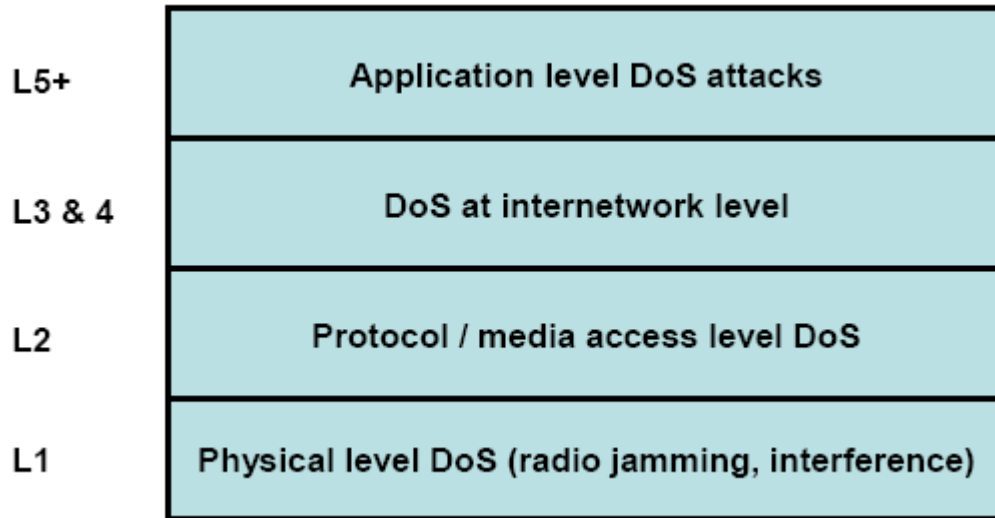 L5+ Application level DoS attacks
L3 & 4 DoS at internetwork level
L2 Protocol / media access level DoS
L1 Physical level DoS (radio jamming, interference)